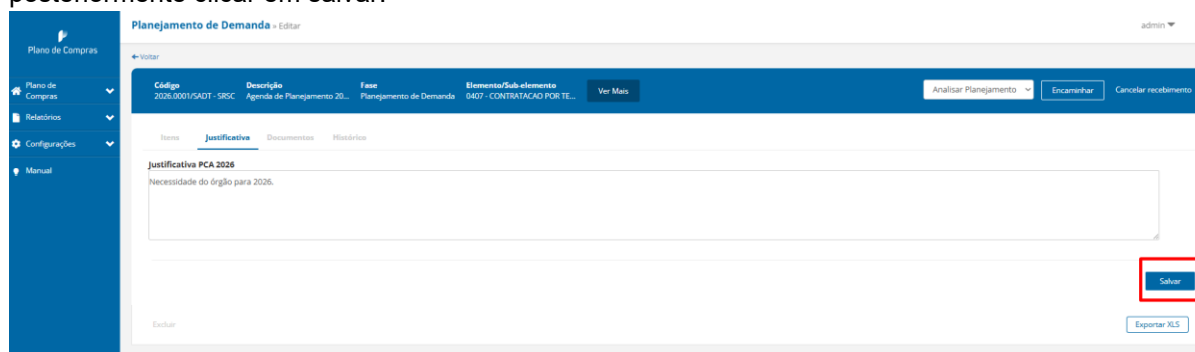 posteriormente clicar em salvar.
Planejamento de Demanda » Editar
admin
Plano de Compras
Voltar
Plano de
Compras
Relatórios
Configurações
Manual
Código Descrição Fase Elemento/Sub-elemento
2026.0001/SADT - SRSC Agenda de Planejamento 20... Planejamento de Demanda 0407 - CONTRATACAO POR TE...
Ver Mais
Analisar Planejamento
Encaminhar
Cancelar recebimento
Itens Justificativa Documentos Histórico
Justificativa PCA 2026
Necessidade do órgão para 2026.
Salvar
Excluir
Exportar XLS